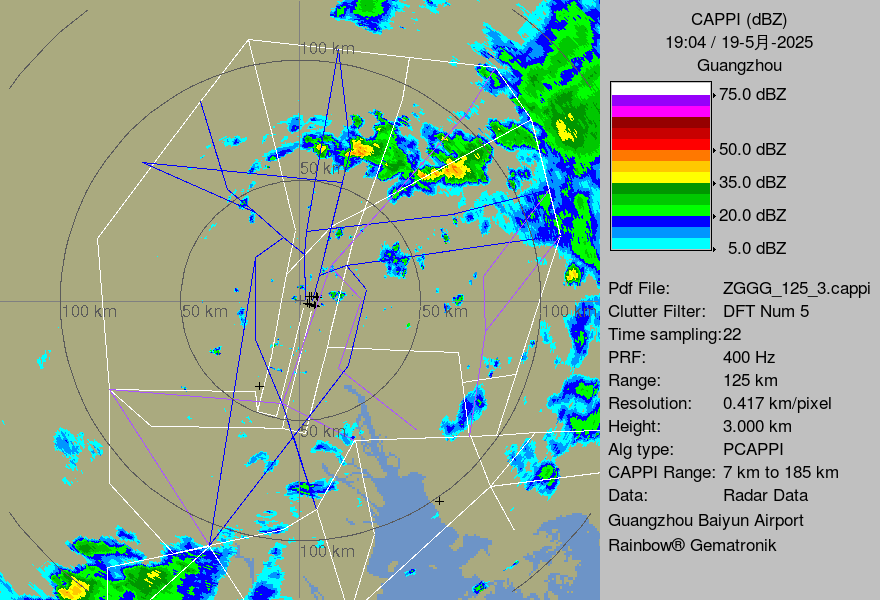 100 km
50 km
100 km
50 km
50 km
100 km
50 km
100 km
CAPPI (dBZ)
19:04 / 19-5月-2025
Guangzhou
75.0 dBZ
50.0 dBZ
35.0 dBZ
20.0 dBZ
5.0 dBZ
Pdf File: ZGGG_125_3.cappi
Clutter Filter: DFT Num 5
Time sampling:22
PRF: 400 Hz
Range: 125 km
Resolution: 0.417 km/pixel
Height: 3.000 km
Alg type: PCAPPI
CAPPI Range: 7 km to 185 km
Data: Radar Data
Guangzhou Baiyun Airport
Rainbow® Gematronik